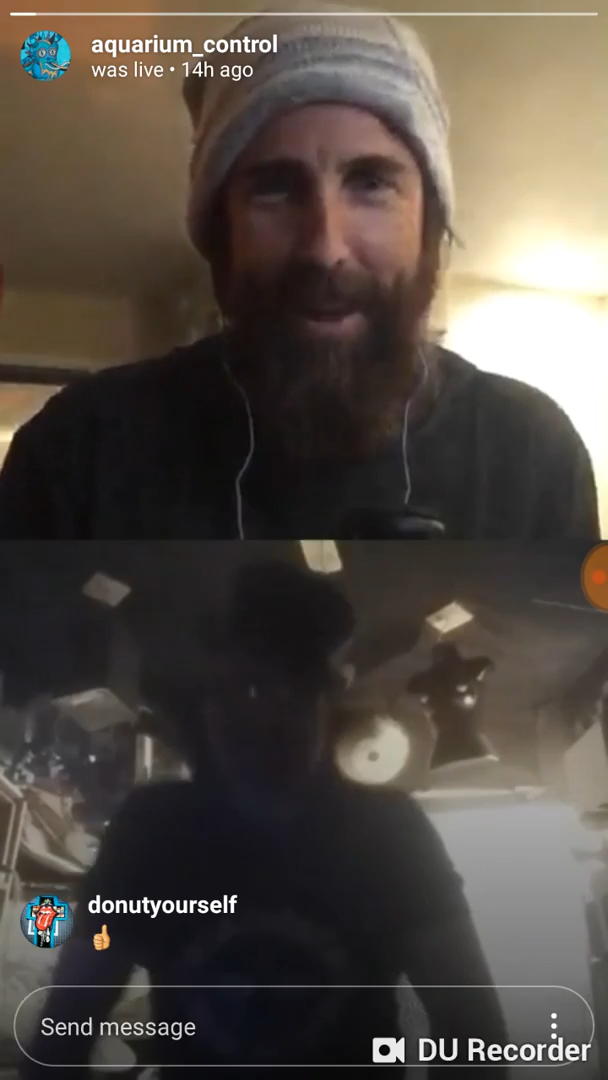 aquarium_control
was live • 14h ago
donutyourself
👍
Send message
DU Recorder